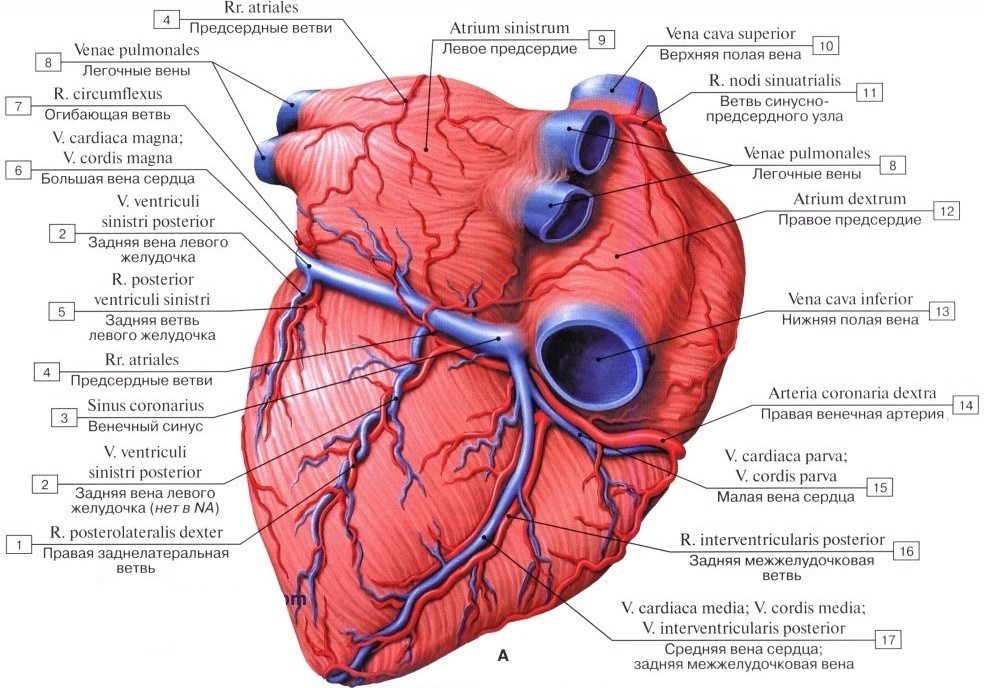 4
Rr. atriales
Предсердные ветви
8
Venae pulmonales
Легочные вены
7
R. circumflexus
Огибающая ветвь
6
V. cardiaca magna;
V. cordis magna
Большая вена сердца
2
V. ventriculi
sinistri posterior
Задняя вена левого
желудочка
5
R. posterior
ventriculi sinistri
Задняя ветвь
левого желудочка
4
Rr. atriales
Предсердные ветви
3
Sinus coronarius
Венечный синус
2
V. ventriculi
sinistri posterior
Задняя вена левого
желудочка (нет в NA)
1
R. posterolateralis dexter
Правая заднелатеральная
ветвь
Atrium sinistrum
Левое предсердие
9
Vena cava superior
Верхняя полая вена
10
R. nodi sinuatrialis
Ветвь синусно-
предсердного узла
11
Venae pulmonales
Легочные вены
8
Atrium dextrum
Правое предсердие
12
Vena cava inferior
Нижняя полая вена
13
Arteria coronaria dextra
Правая венечная артерия
14
V. cardiaca parva;
V. cordis parva
Малая вена сердца
15
R. interventricularis posterior
Задняя межжелудочковая
ветвь
16
V. cardiaca media; V. cordis media;
V. interventricularis posterior
Средняя вена сердца;
задняя межжелудочковая вена
17
А